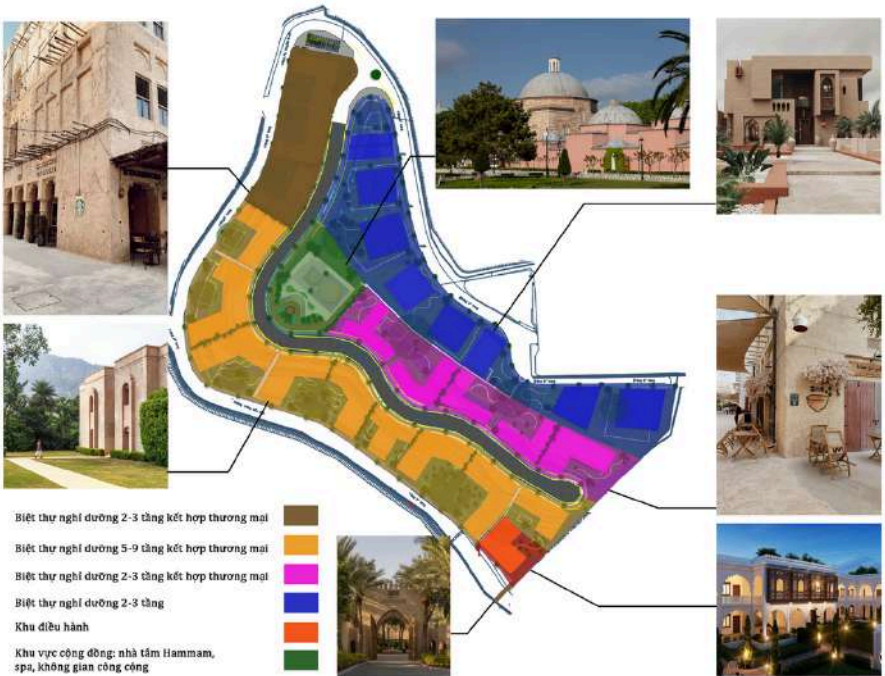 Biệt thự nghỉ dưỡng 2-3 tầng kết hợp thương mại
Biệt thự nghỉ dưỡng 5-9 tầng kết hợp thương mại
Biệt thự nghỉ dưỡng 2-3 tầng kết hợp thương mại
Biệt thự nghỉ dưỡng 2-3 tầng
Khu điều hành
Khu vực cộng đồng: nhà tắm Hammam,
spa, không gian công cộng